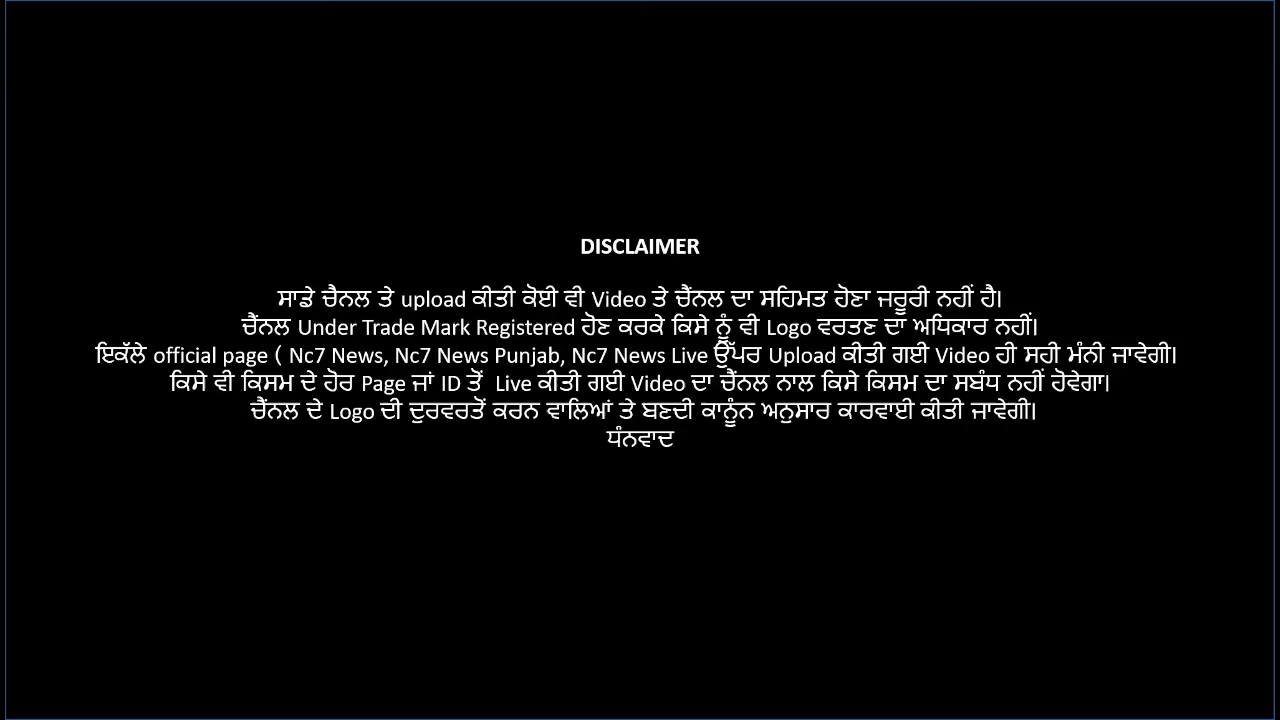 DISCLAIMER
ਸਾਡੇ ਚੈਨਲ ਤੇ upload ਕੀਤੀ ਕੋਈ ਵੀ Video ਤੇ ਚੈਂਨਲ ਦਾ ਸਹਿਮਤ ਹੋਣਾ ਜਰੂਰੀ ਨਹੀਂ ਹੈ।
ਚੈਂਨਲ Under Trade Mark Registered ਹੋਣ ਕਰਕੇ ਕਿਸੇ ਨੂੰ ਵੀ Logo ਵਰਤਣ ਦਾ ਅਧਿਕਾਰ ਨਹੀਂ।
ਇਕੱਲੇ official page ( Nc7 News, Nc7 News Punjab, Nc7 News Live ਉੱਪਰ Upload ਕੀਤੀ ਗਈ Video ਹੀ ਸਹੀ ਮੰਨੀ ਜਾਵੇਗੀ।
ਕਿਸੇ ਵੀ ਕਿਸਮ ਦੇ ਹੋਰ Page ਜਾਂ ID ਤੋਂ Live ਕੀਤੀ ਗਈ Video ਦਾ ਚੈਂਨਲ ਨਾਲ ਕਿਸੇ ਕਿਸਮ ਦਾ ਸਬੰਧ ਨਹੀਂ ਹੋਵੇਗਾ।
ਚੈਂਨਲ ਦੇ Logo ਦੀ ਦੁਰਵਰਤੋਂ ਕਰਨ ਵਾਲਿਆਂ ਤੇ ਬਣਦੀ ਕਾਨੂੰਨ ਅਨੁਸਾਰ ਕਾਰਵਾਈ ਕੀਤੀ ਜਾਵੇਗੀ।
ਧੰਨਵਾਦ